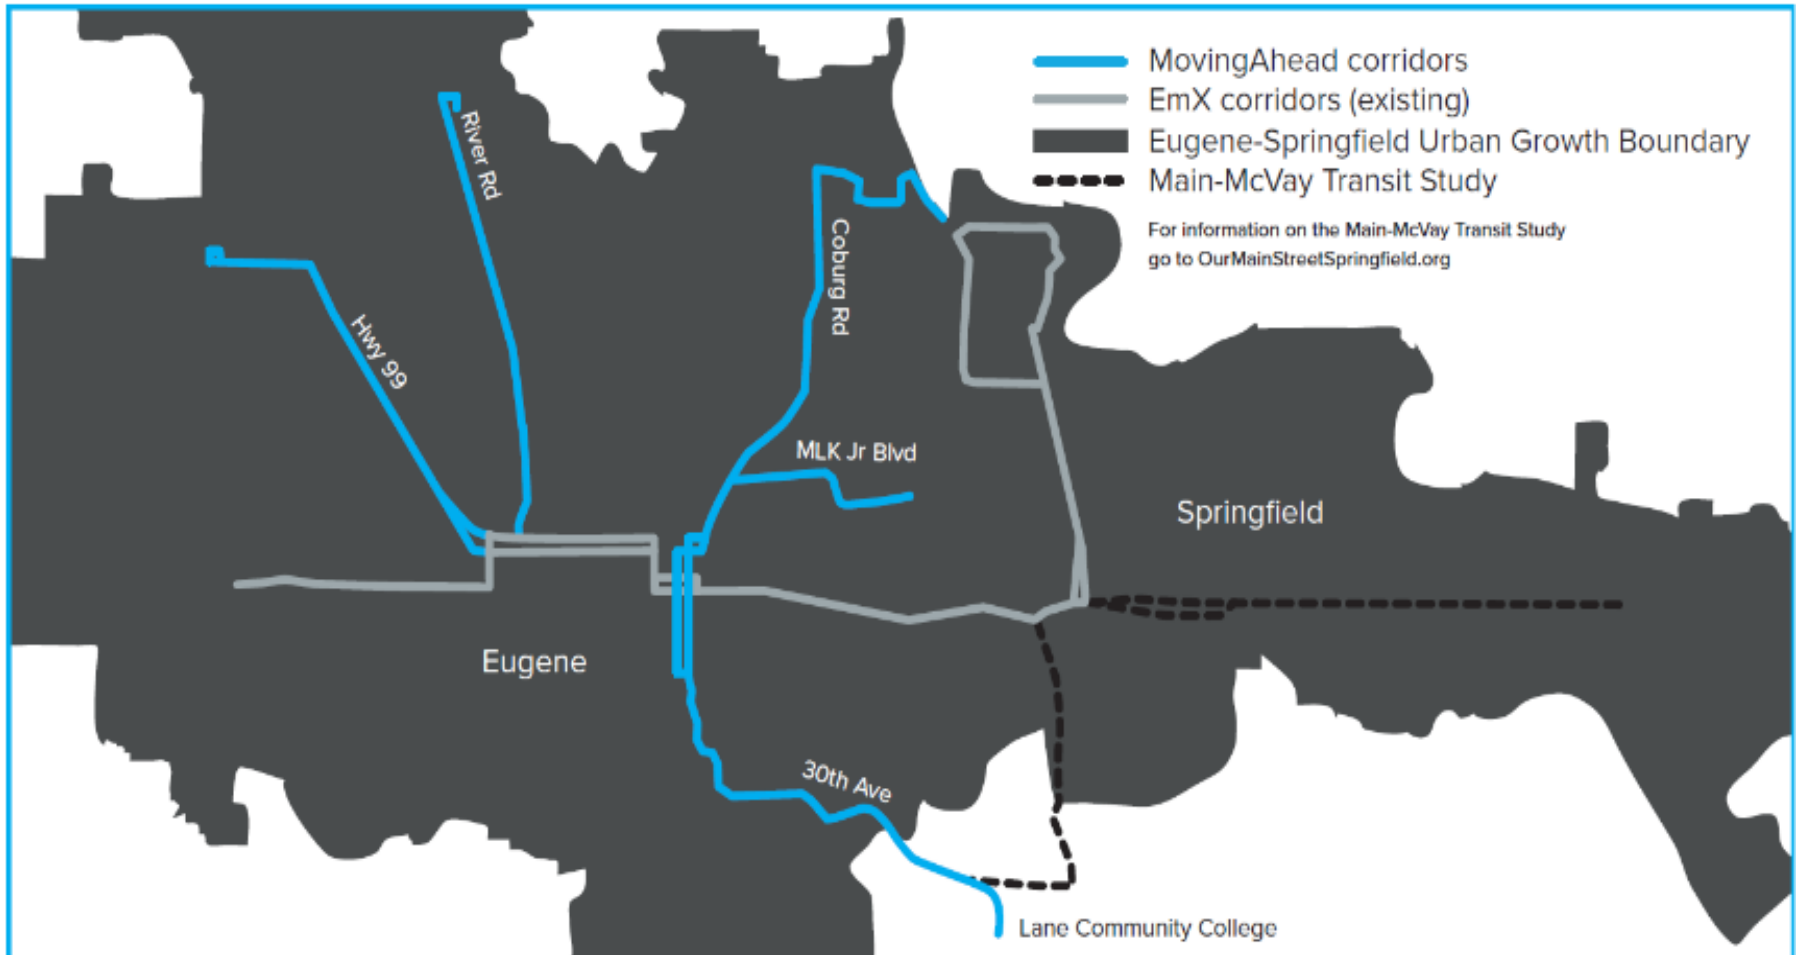 MovingAhead corridors
EmX corridors (existing)
Eugene-Springfield Urban Growth Boundary
Main-McVay Transit Study
For information on the Main-McVay Transit Study
go to OurMainStreetSpringfield.org
River Rd
Coburg Rd
Hwy 99
MLK Jr Blvd
Springfield
Eugene
30th Ave
Lane Community College